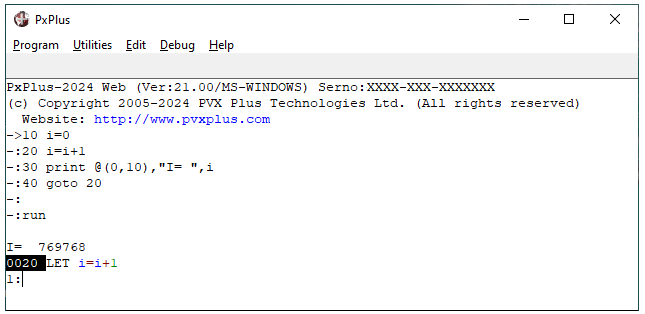 PxPlus
Program Utilities Edit Debug Help
PxPlus-2024 Web (Ver:21.00/MS-WINDOWS) Serno:XXXX-XXX-XXXXXXX
(c) Copyright 2005-2024 PVX Plus Technologies Ltd. (All rights reserved)
Website: http://www.pvxplus.com
->10 i=0
-:20 i=i+1
-:30 print @(0,10),"I= ",i
-:40 goto 20
-:
-:run
I=  769768
0020 LET i=i+1
1: